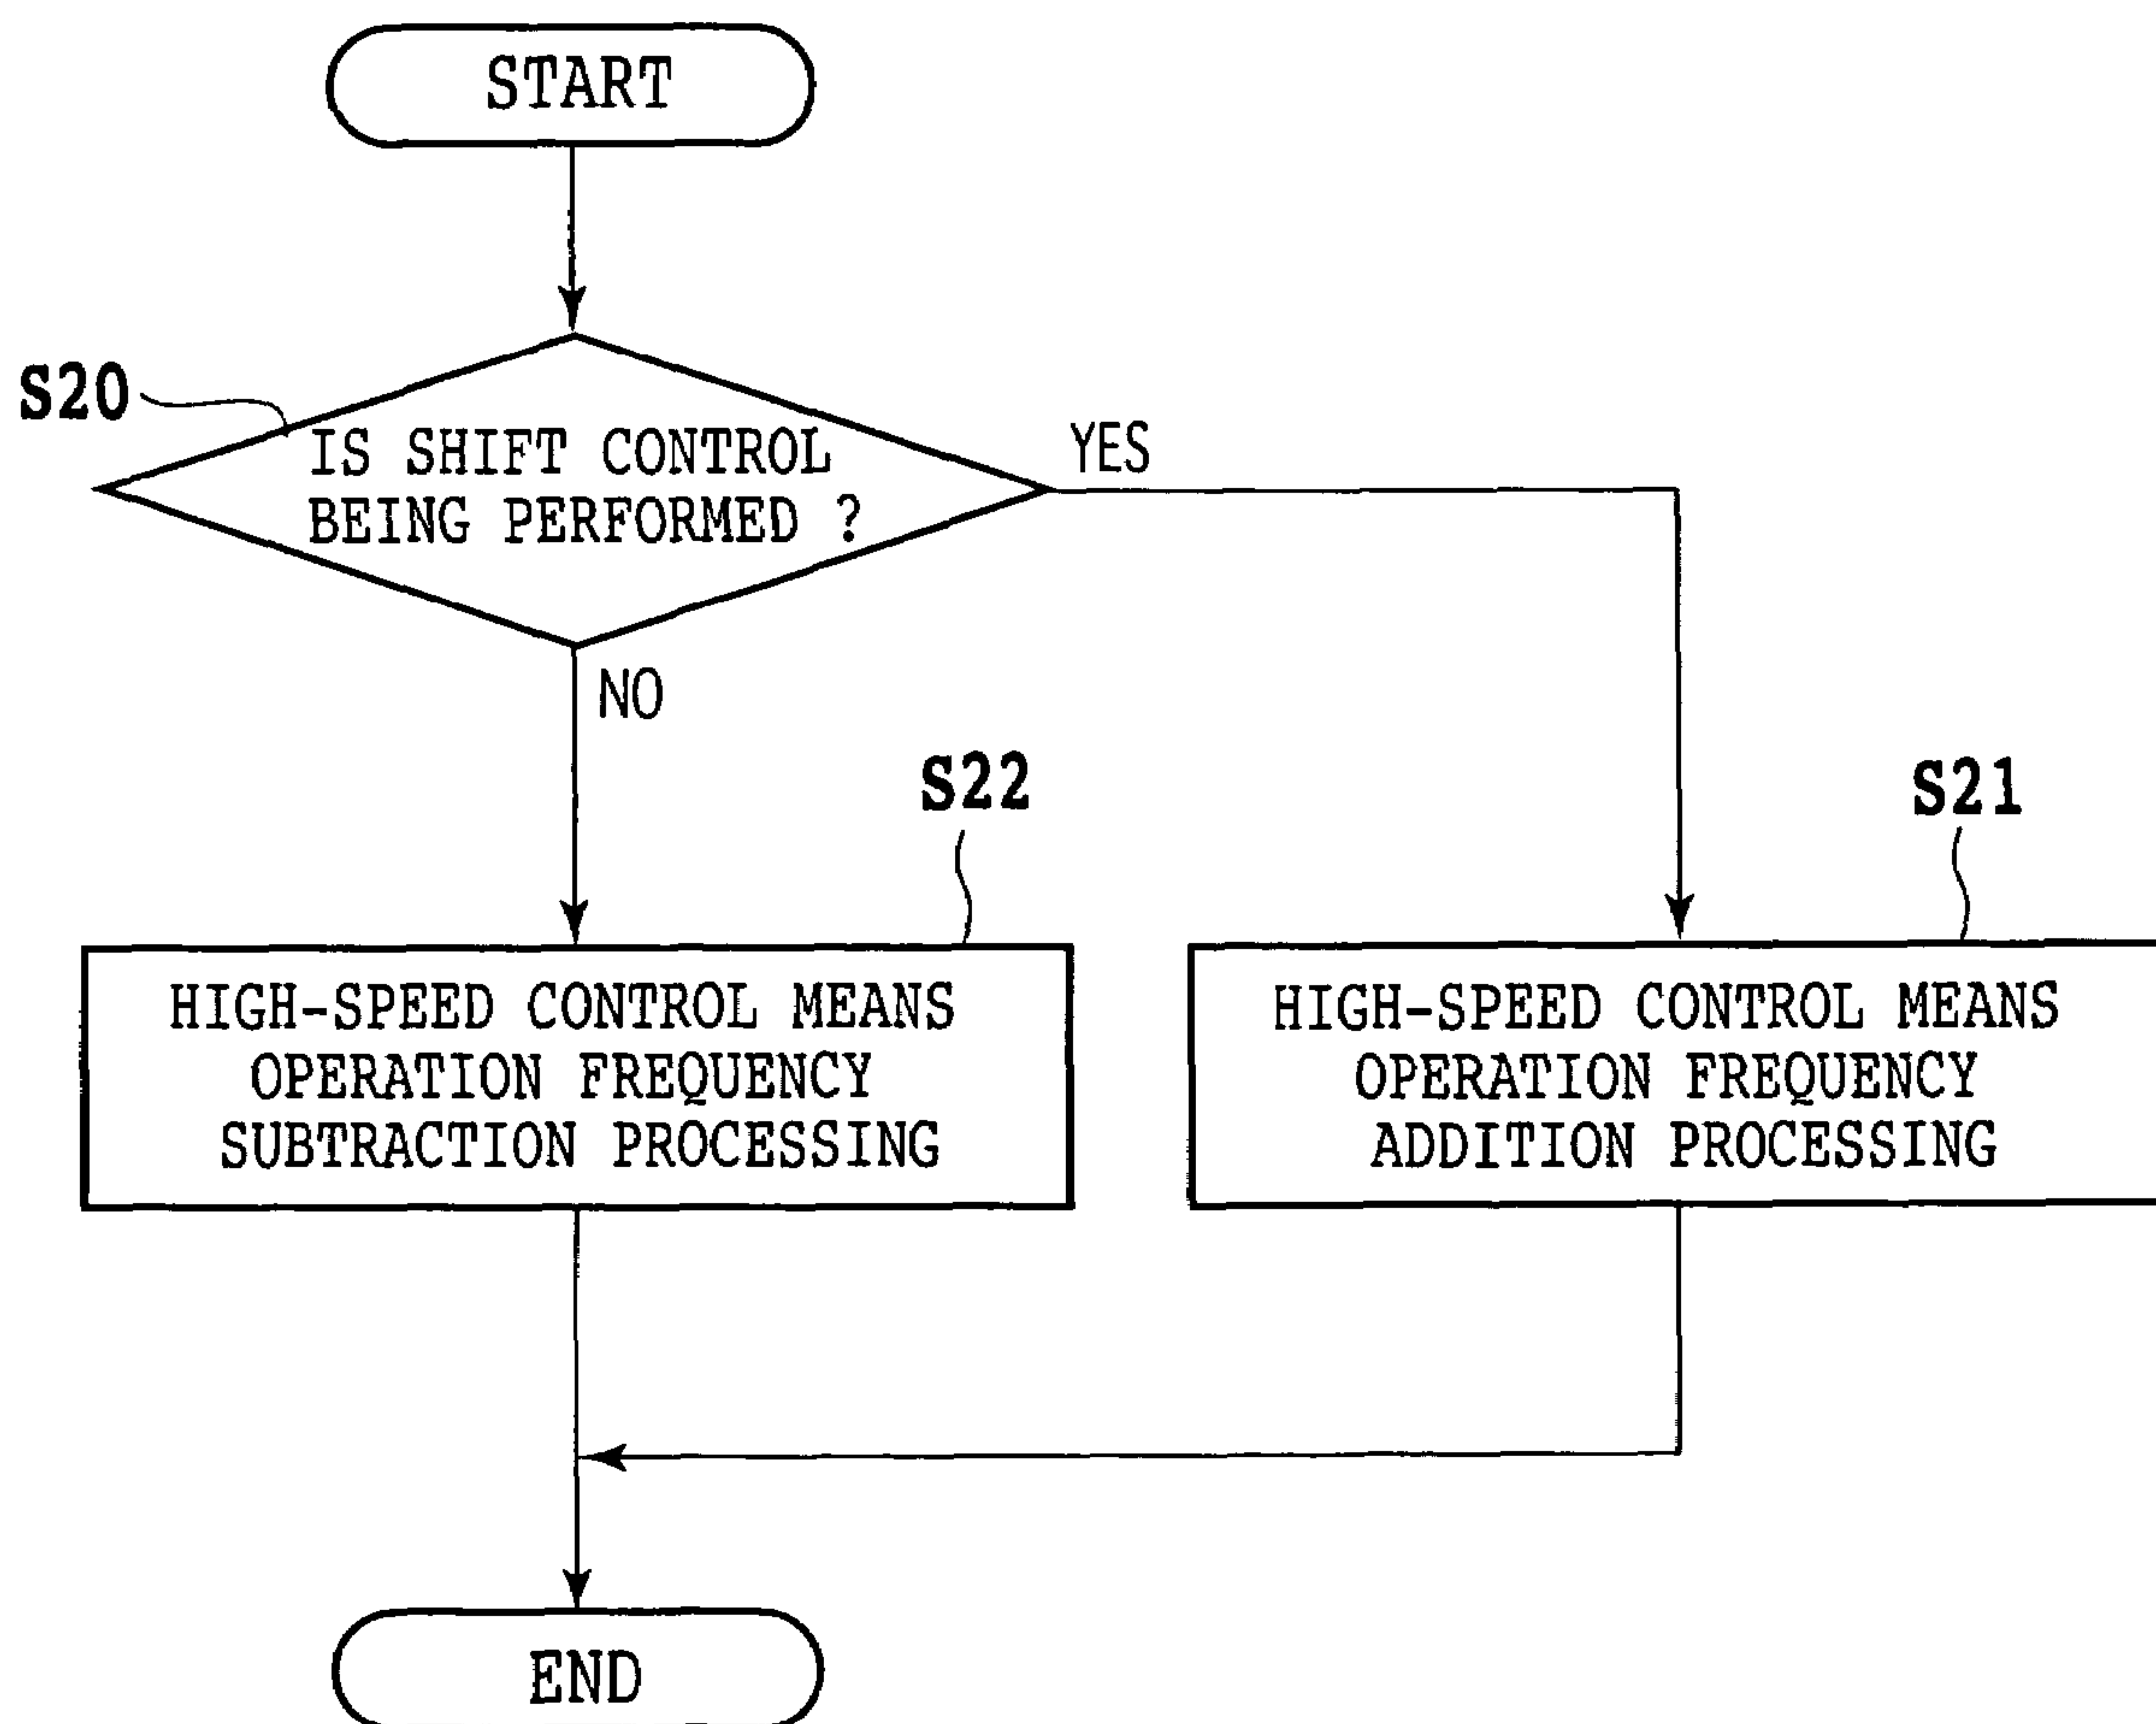 START
S20
IS SHIFT CONTROL
BEING PERFORMED ?
YES
NO
S22
HIGH-SPEED CONTROL MEANS
OPERATION FREQUENCY
SUBTRACTION PROCESSING
S21
HIGH-SPEED CONTROL MEANS
OPERATION FREQUENCY
ADDITION PROCESSING
END